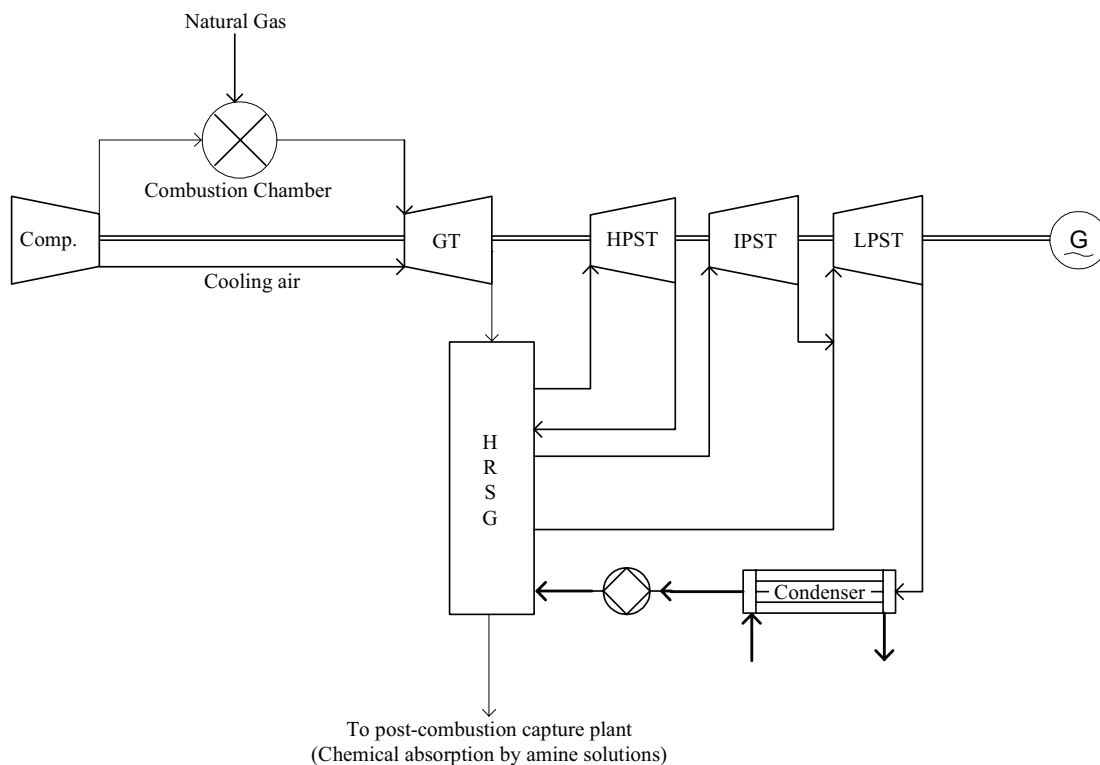 Natural Gas
Combustion Chamber
Comp.
GT
HPST
IPST
LPST
G
Cooling air
H
R
S
G
Condenser
To post-combustion capture plant
(Chemical absorption by amine solutions)